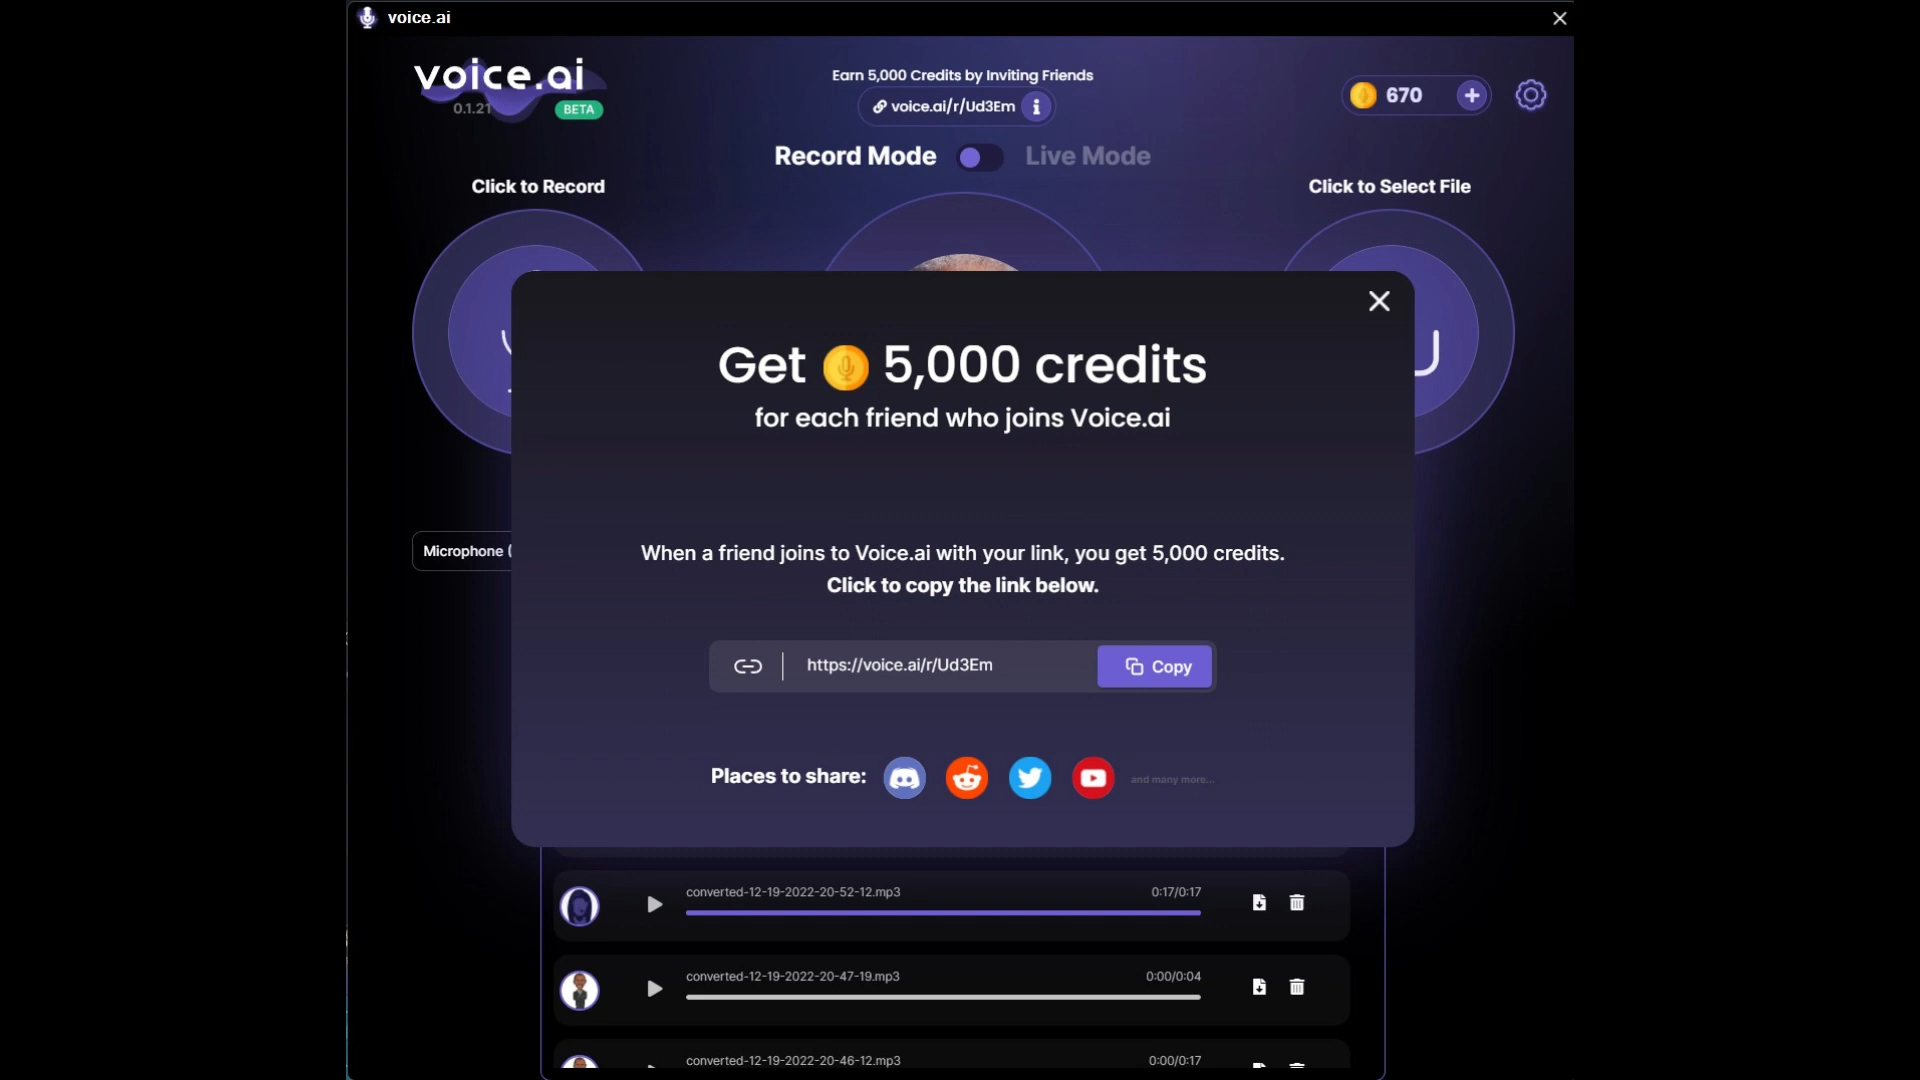 voice.ai
voice.ai
0.1.21
BETA
Earn 5,000 Credits by Inviting Friends
voice.ai/r/Ud3Em
670
Record Mode
Live Mode
Click to Record
Click to Select File
Get 5,000 credits
for each friend who joins Voice.ai
When a friend joins to Voice.ai with your link, you get 5,000 credits.
Click to copy the link below.
https://voice.ai/r/Ud3Em
Copy
Microphone (
Places to share:
and many more...
converted-12-19-2022-20-52-12.mp3
0:17/0:17
converted-12-19-2022-20-47-19.mp3
0:00/0:04
converted-12-19-2022-20-46-12.mp3
0:00/0:17